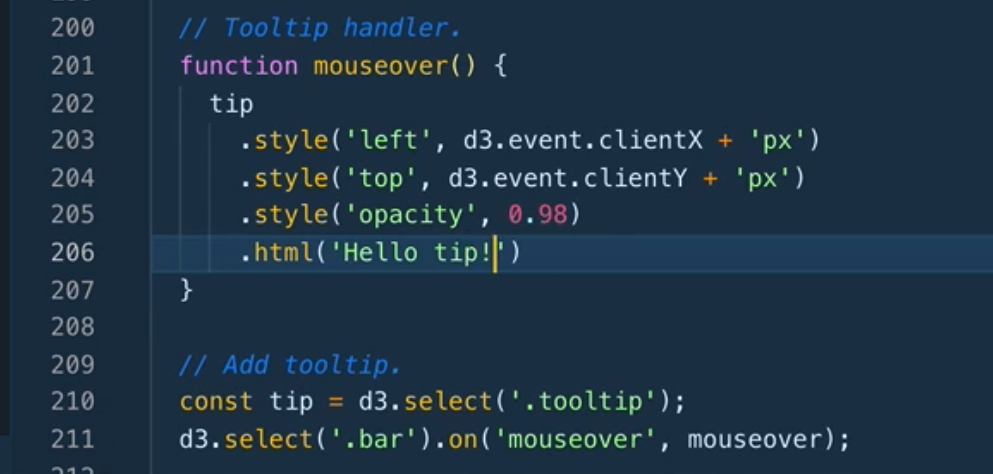 200 // Tooltip handler.
201 function mouseover() {
202 tip
203 .style('left', d3.event.clientX + 'px')
204 .style('top', d3.event.clientY + 'px')
205 .style('opacity', 0.98)
206 .html('Hello tip!')
207 }
208
209 // Add tooltip.
210 const tip = d3.select('.tooltip');
211 d3.select('.bar').on('mouseover', mouseover);